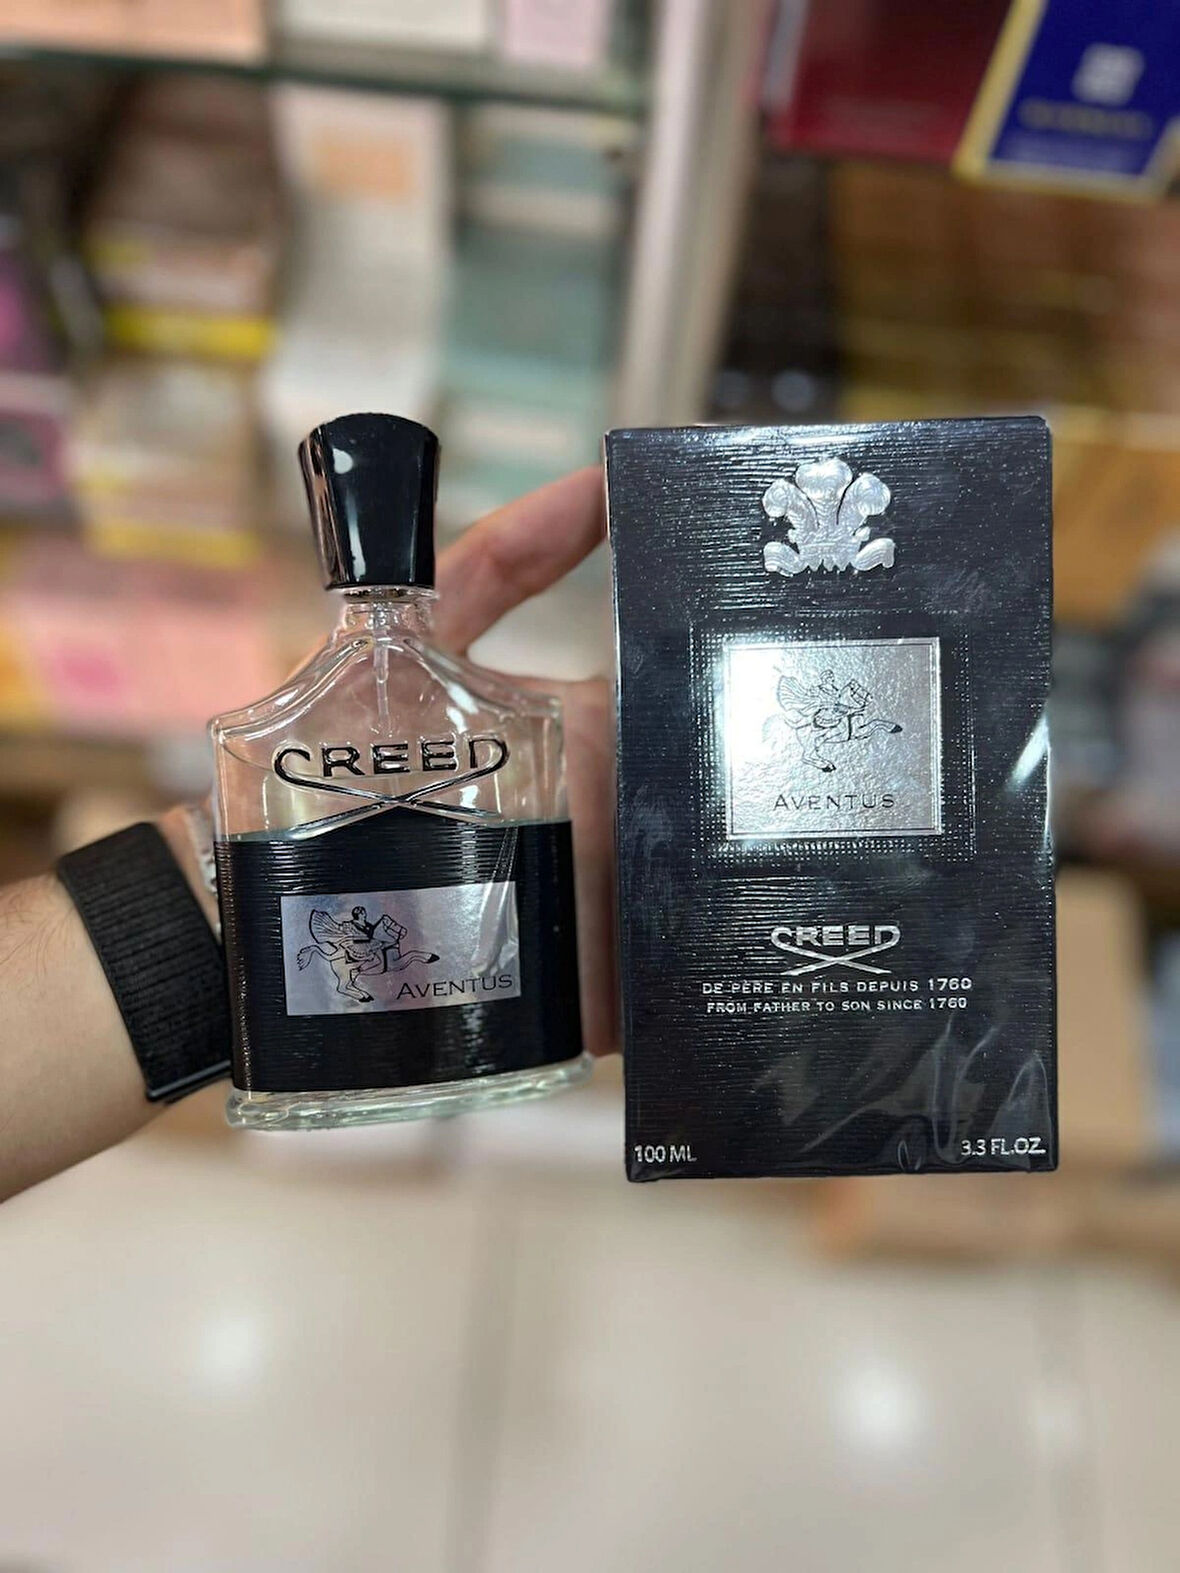 CREED
AVENTUS
AVENTUS
CREED
DE PÈRE EN FILS DEPUIS 1760
FROM FATHER TO SON SINCE 1760
100 ML
3.3 FL.OZ.